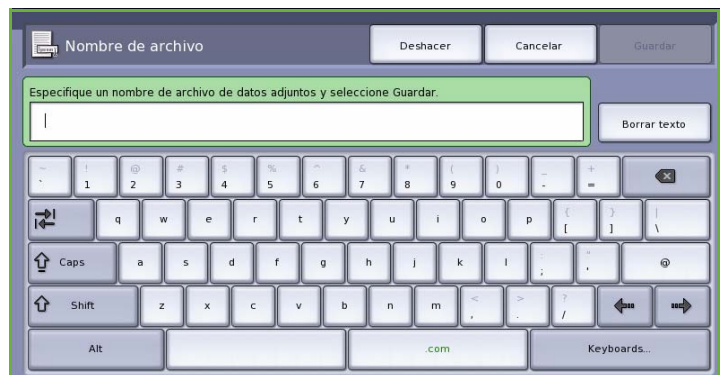 Nombre de archivo Deshacer Cancelar Guardar
Especifique un nombre de archivo de datos adjuntos y seleccione Guardar.
Borrar texto
~ ! @ # $ % ^ & * ( ) _ +
` 1 2 3 4 5 6 7 8 9 0 - =
q w e r t y u i o p { [ } ] | \
Caps a s d f g h j k l : ; " ' @
Shift z x c v b n m < , > . ? /
Alt .com Keyboards...